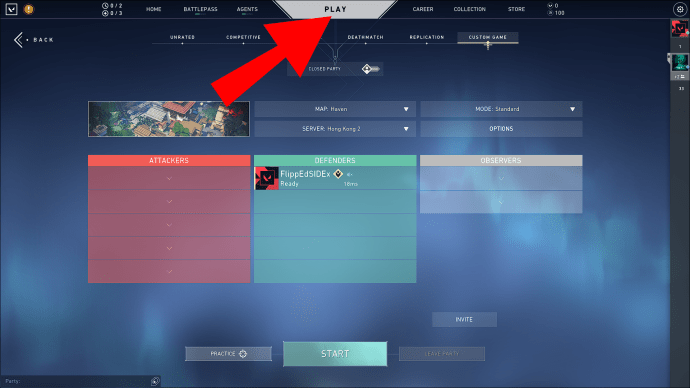 0 / 2
0 / 3
HOME
BATTLEPASS
AGENTS
PLAY
CAREER
COLLECTION
STORE
0
100
BACK
UNRATED
COMPETITIVE
DEATHMATCH
REPLICATION
CUSTOM GAME
CLOSED PARTY
MAP: Haven
MODE: Standard
SERVER: Hong Kong 2
OPTIONS
ATTACKERS
DEFENDERS
OBSERVERS
FlippEdSIDEx
Ready
18ms
INVITE
PRACTICE
START
LEAVE PARTY
Party:
1
33